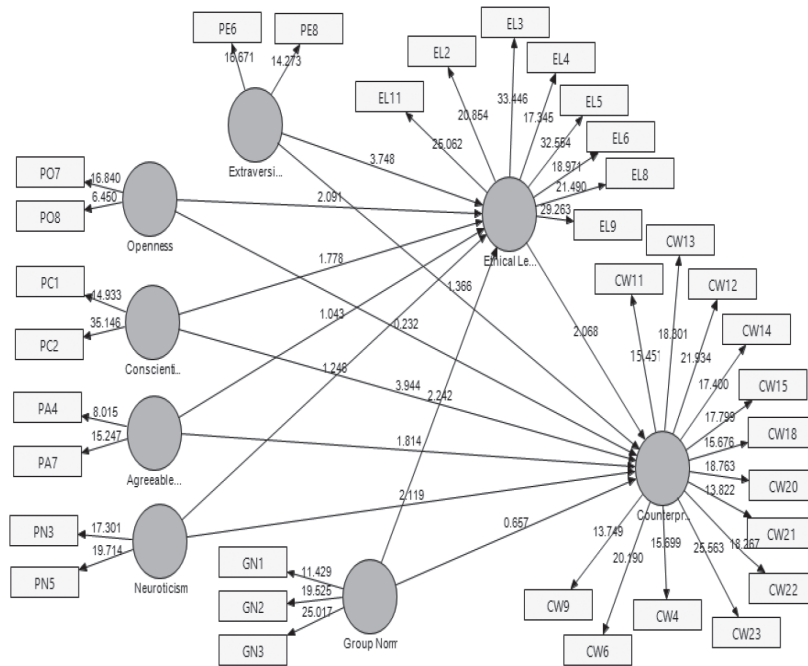 PE6
PE8
16.671
14.273
Extraversi...
EL11
EL2
EL3
EL4
EL5
EL6
EL8
EL9
25.062
20.854
33.446
17.345
32.554
18.971
21.490
29.263
Ethical Le...
PO7
PO8
16.840
6.450
Openness
3.748
2.091
1.778
1.043
1.246
0.232
1.366
2.068
PC1
PC2
14.933
35.146
Conscienti...
3.944
2.242
PA4
PA7
8.015
15.247
Agreeable...
1.814
PN3
PN5
17.301
19.714
Neuroticism
2.119
0.657
GN1
GN2
GN3
11.429
19.525
25.017
Group Norm
CW13
CW11
CW12
CW14
CW15
CW18
CW20
CW21
CW22
CW23
CW4
CW6
CW9
18.301
15.451
21.934
17.400
17.799
15.676
18.763
13.822
18.267
25.563
15.699
20.190
13.749
Counterpr...